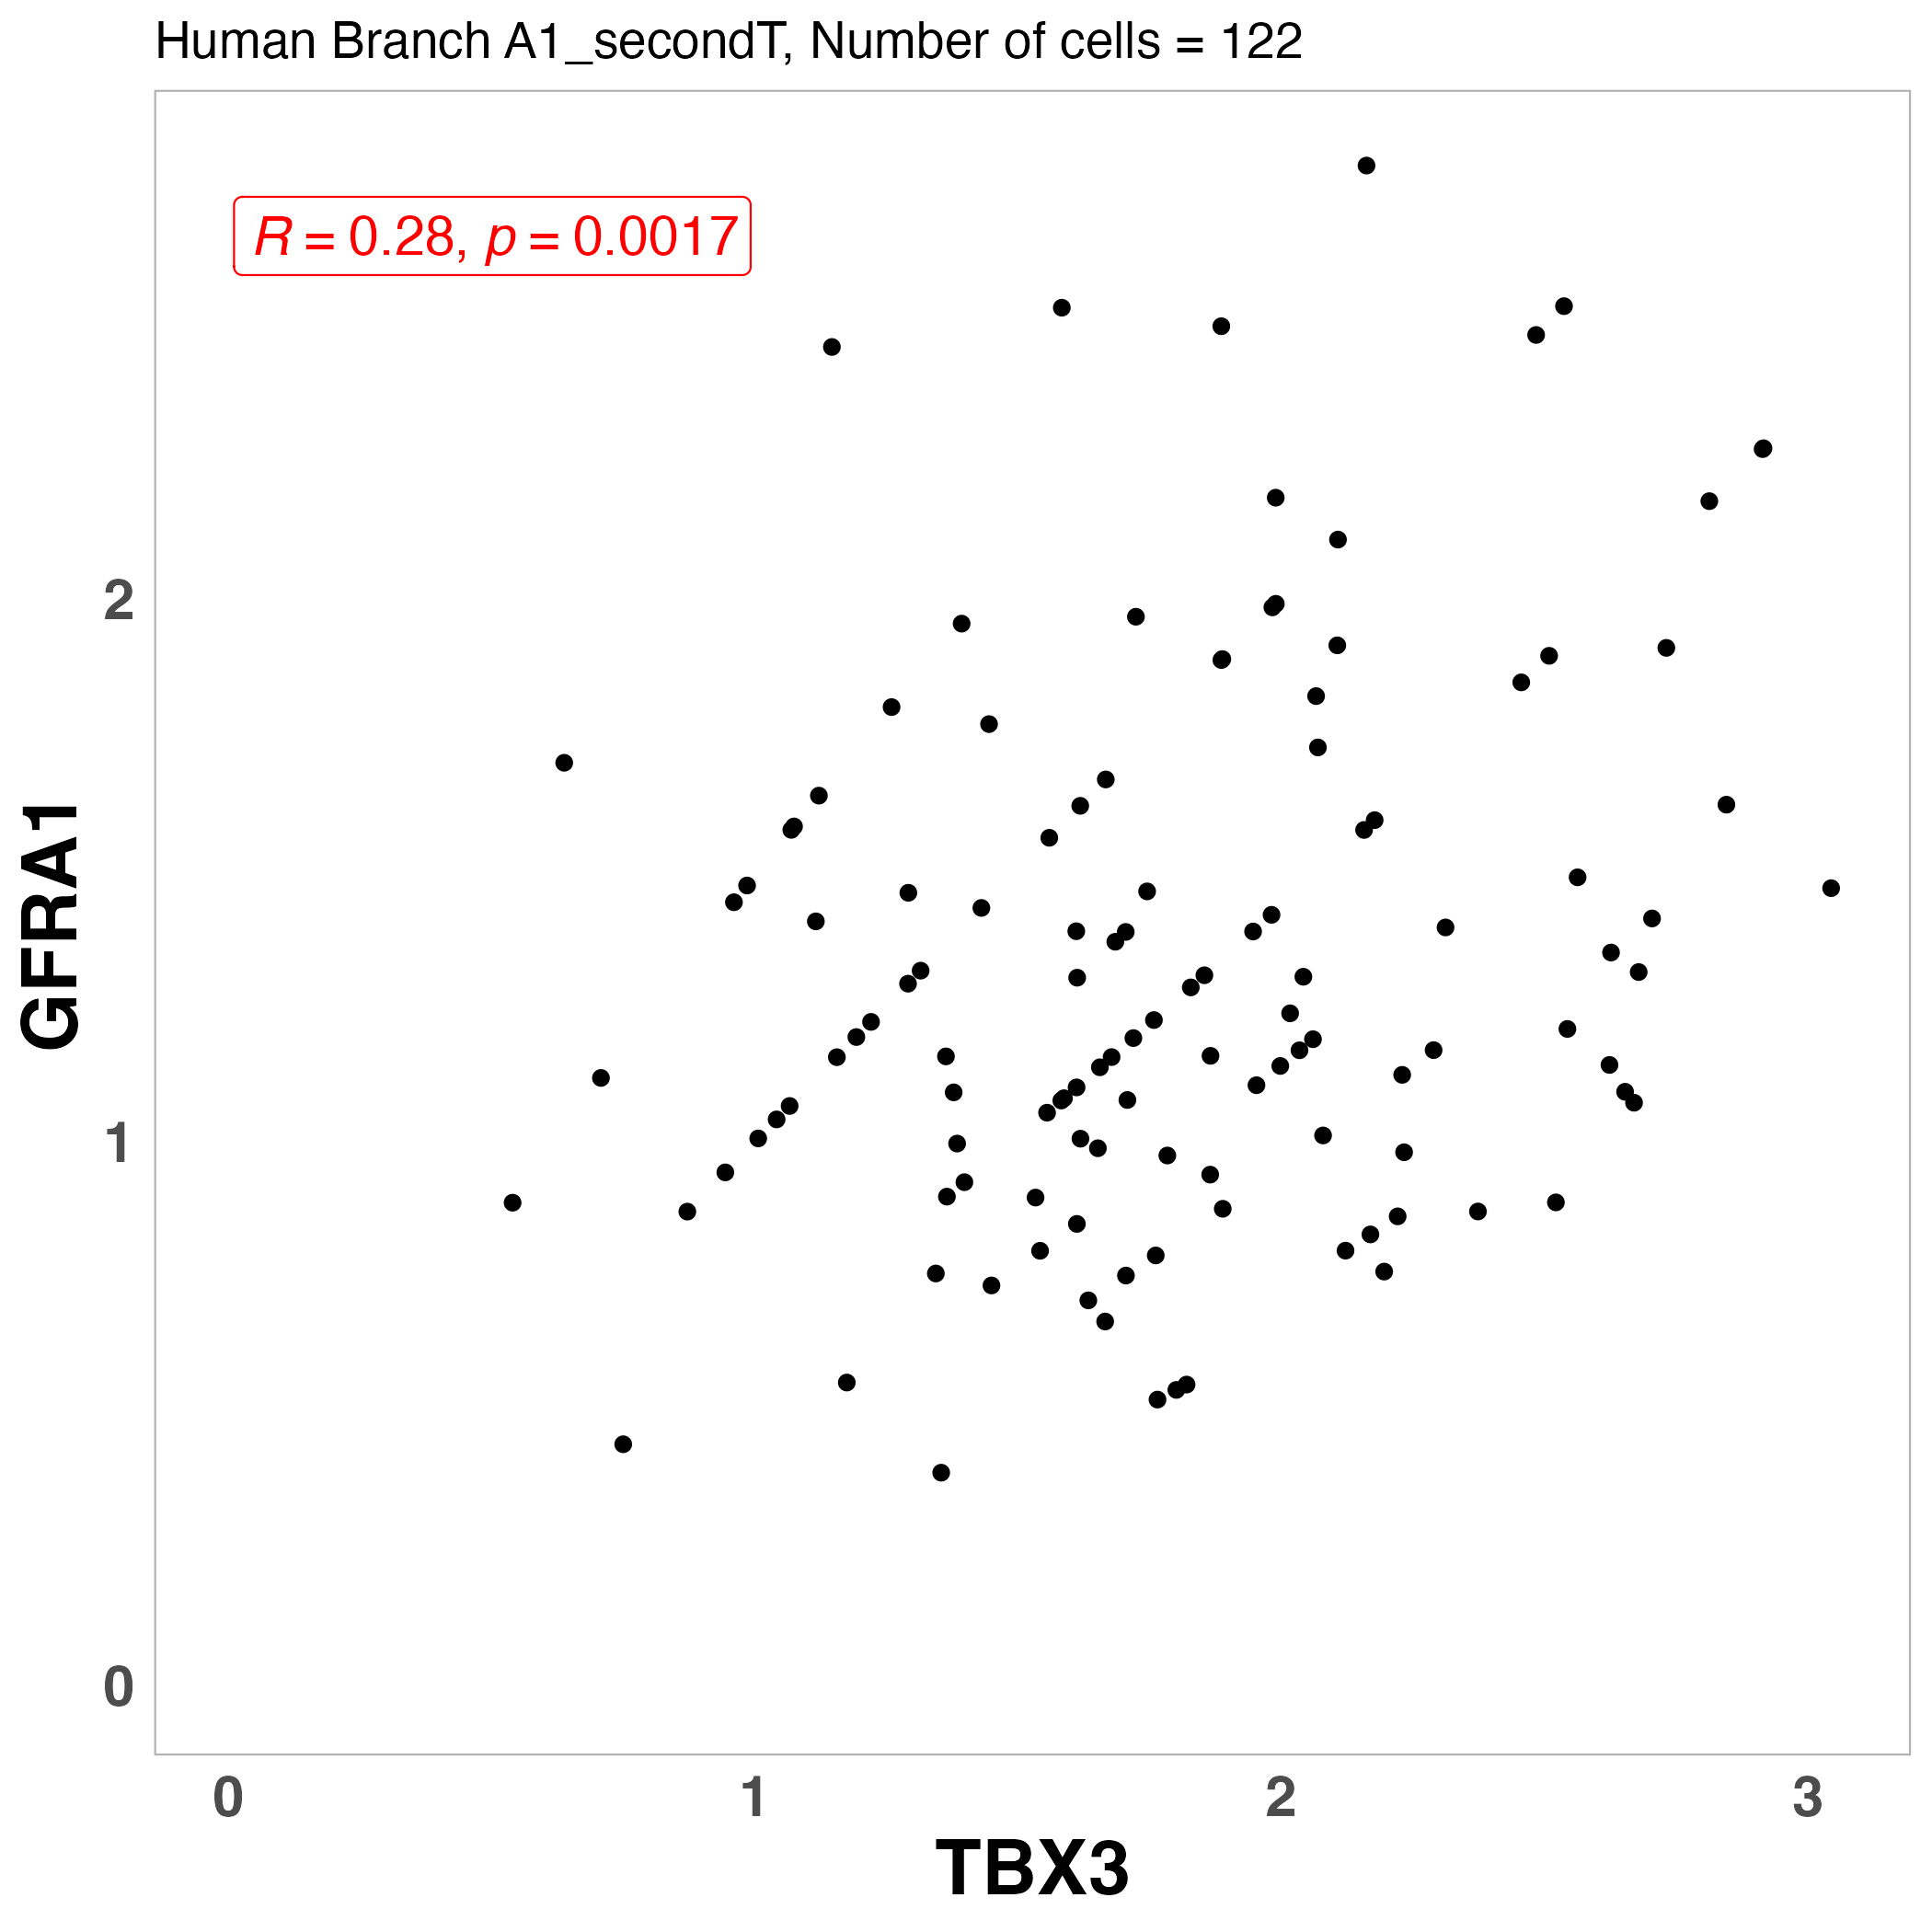 Human Branch A1_secondT, Number of cells = 122
R = 0.28, p = 0.0017
GFRA1
2
1
0
0 1 2 3
TBX3